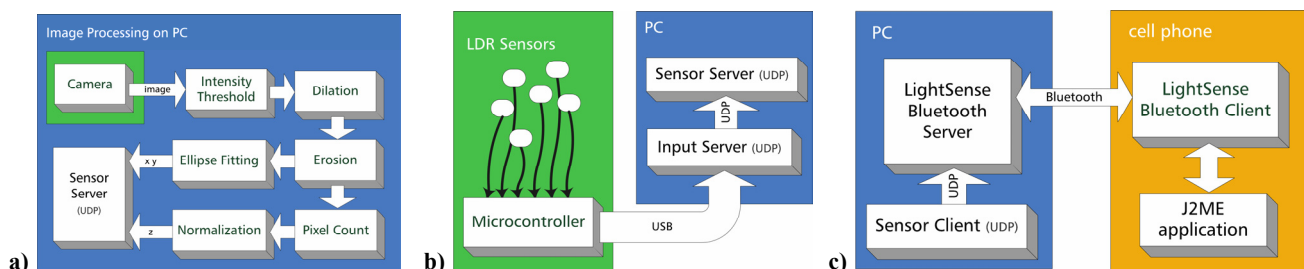 Image Processing on PC
Camera
image
Intensity
Threshold
Dilation
Sensor
Server
(UDP)
x y
Ellipse Fitting
Erosion
z
Normalization
Pixel Count
a)
LDR Sensors
PC
Sensor Server (UDP)
UDP
Input Server (UDP)
Microcontroller
USB
b)
PC
cell phone
LightSense
Bluetooth
Server
Bluetooth
LightSense
Bluetooth Client
UDP
Sensor Client (UDP)
J2ME
application
c)